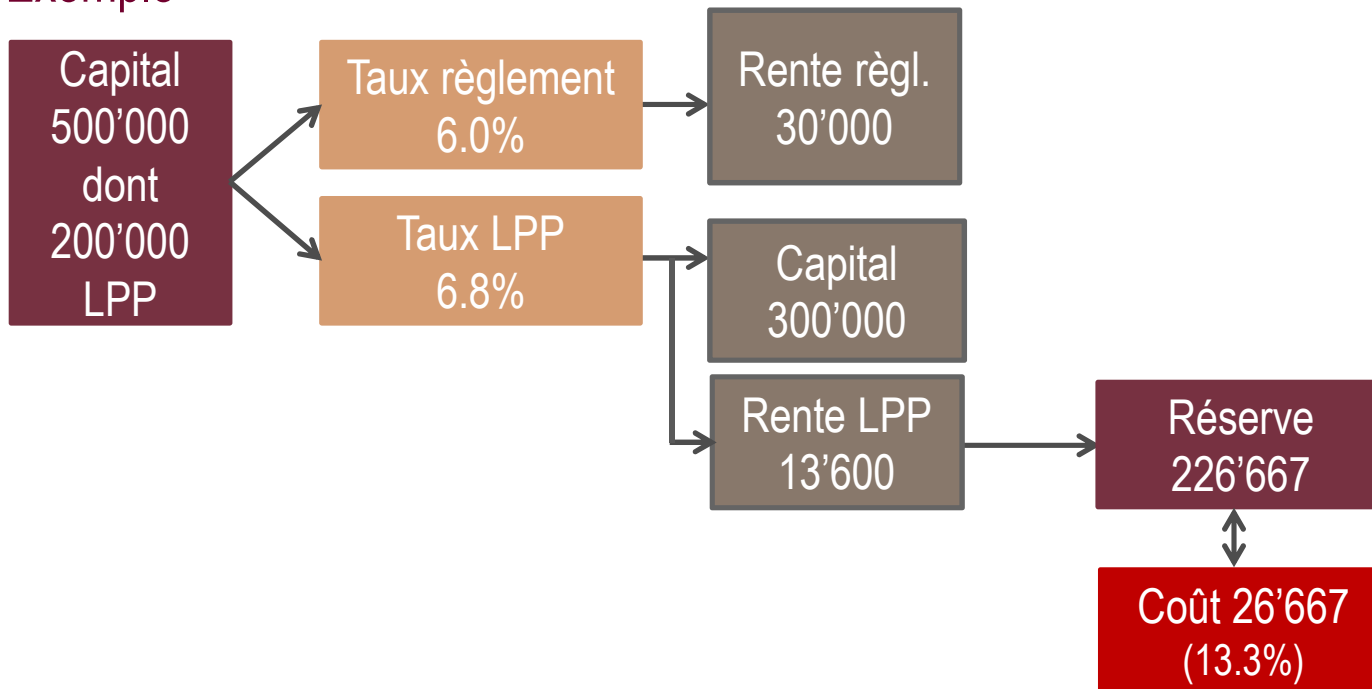 Exemple
Capital
500’000
dont
200’000
LPP
Taux règlement
6.0%
Rente règl.
30’000
Taux LPP
6.8%
Capital
300’000
Rente LPP
13’600
Réserve
226’667
Coût 26’667
(13.3%)